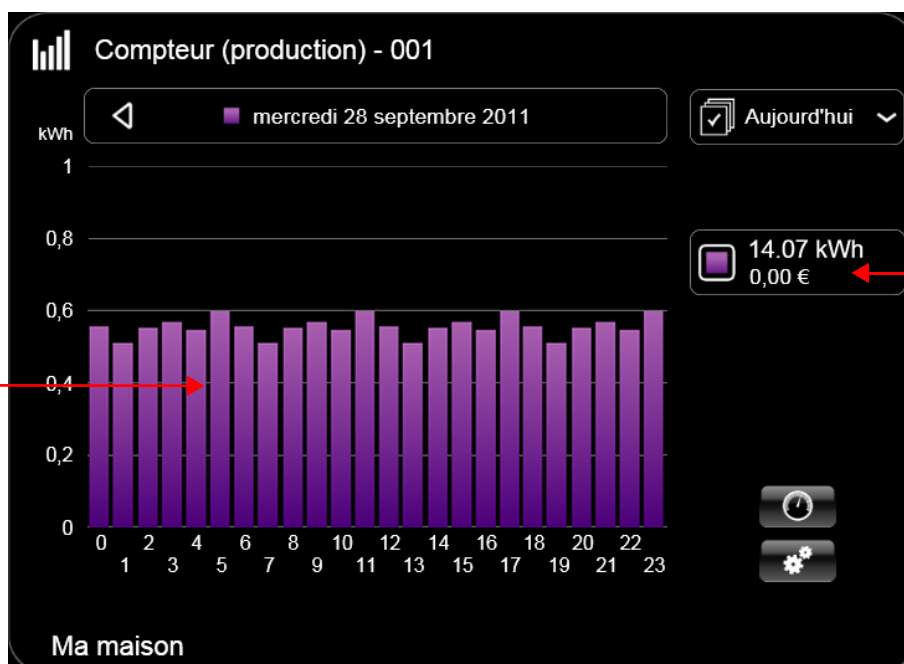 Compteur (production) - 001
mercredi 28 septembre 2011
Aujourd'hui
kWh
1
0,8
0,6
0,4
0,2
0
14.07 kWh
0,00 €
0 2 4 6 8 10 12 14 16 18 20 22
1 3 5 7 9 11 13 15 17 19 21 23
Ma maison